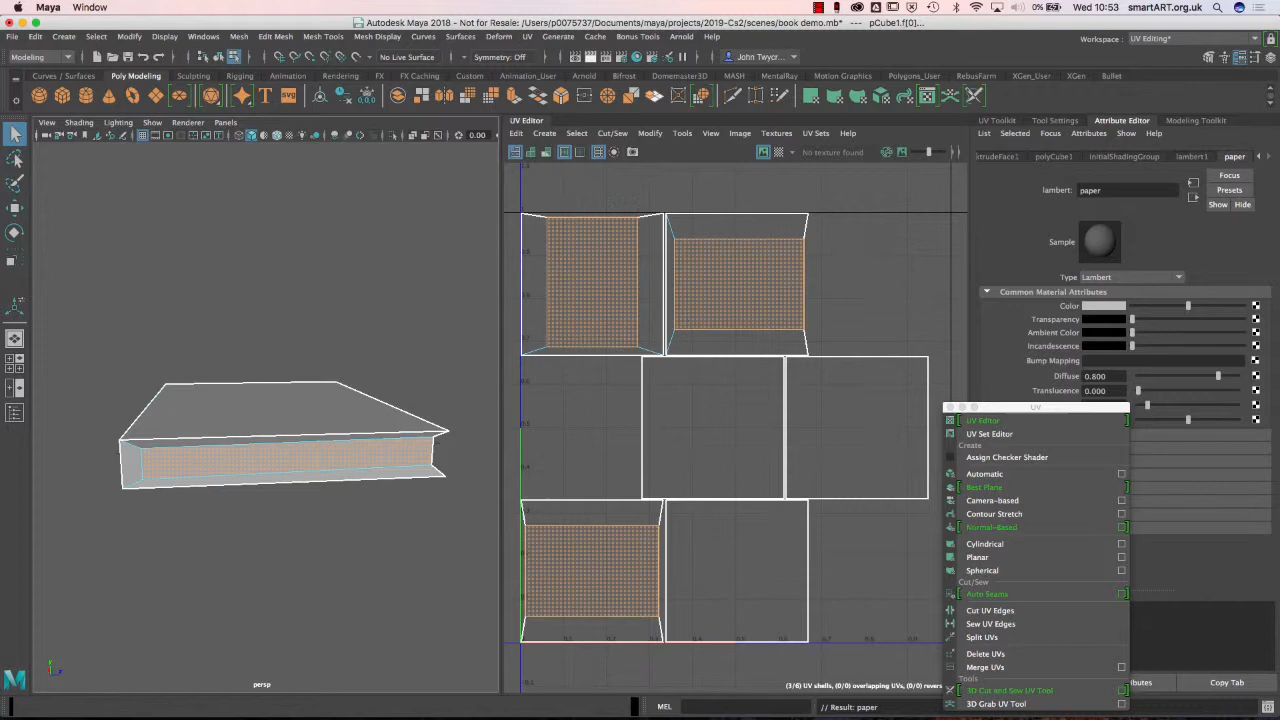 Maya Window 0% Wed 10:53 smartART.org.uk
Autodesk Maya 2018 - Not for Resale: /Users/p0075737/Documents/maya/projects/2019-Cs2/scenes/book demo.mb* --- pCube1.f[0]...
File Edit Create Select Modify Display Windows Mesh Edit Mesh Mesh Tools Mesh Display Curves Surfaces Deform UV Generate Cache Bonus Tools Arnold Help Workspace : UV Editing*
Modeling No Live Surface Symmetry: Off John Twycr...
Curves / Surfaces Poly Modeling Sculpting Rigging Animation Rendering FX FX Caching Custom Animation_User Arnold Bifrost Domemaster3D MASH MentalRay Motion Graphics Polygons_User RebusFarm XGen_User XGen Bullet
View Shading Lighting Show Renderer Panels
0.00
persp
UV Editor
Edit Create Select Cut/Sew Modify Tools View Image Textures UV Sets Help
No texture found
(3/6) UV shells, (0/0) overlapping UVs, (0/0) revers
UV Toolkit Tool Settings Attribute Editor Modeling Toolkit
List Selected Focus Attributes Show Help
trudeFace1 polyCube1 initialShadingGroup lambert1 paper
Focus
lambert: paper Presets
Show Hide
Sample
Type Lambert
Common Material Attributes
Color
Transparency
Ambient Color
Incandescence
Bump Mapping
Diffuse 0.800
Translucence 0.000
UV
UV Editor
UV Set Editor
Create
Assign Checker Shader
Automatic
Best Plane
Camera-based
Contour Stretch
Normal-Based
Cylindrical
Planar
Spherical
Cut/Sew
Auto Seams
Cut UV Edges
Sew UV Edges
Split UVs
Delete UVs
Merge UVs
Tools
3D Cut and Sew UV Tool
3D Grab UV Tool
butes Copy Tab
MEL // Result: paper